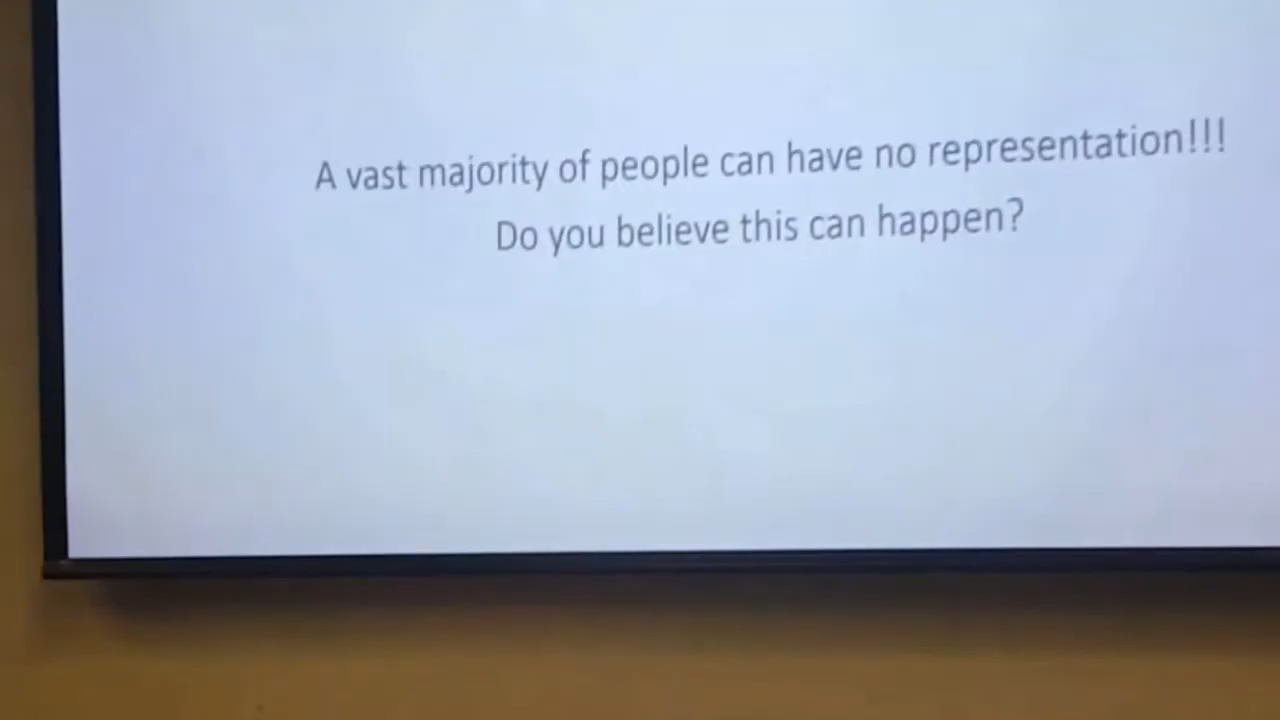 A vast majority of people can have no representation!!!
Do you believe this can happen?